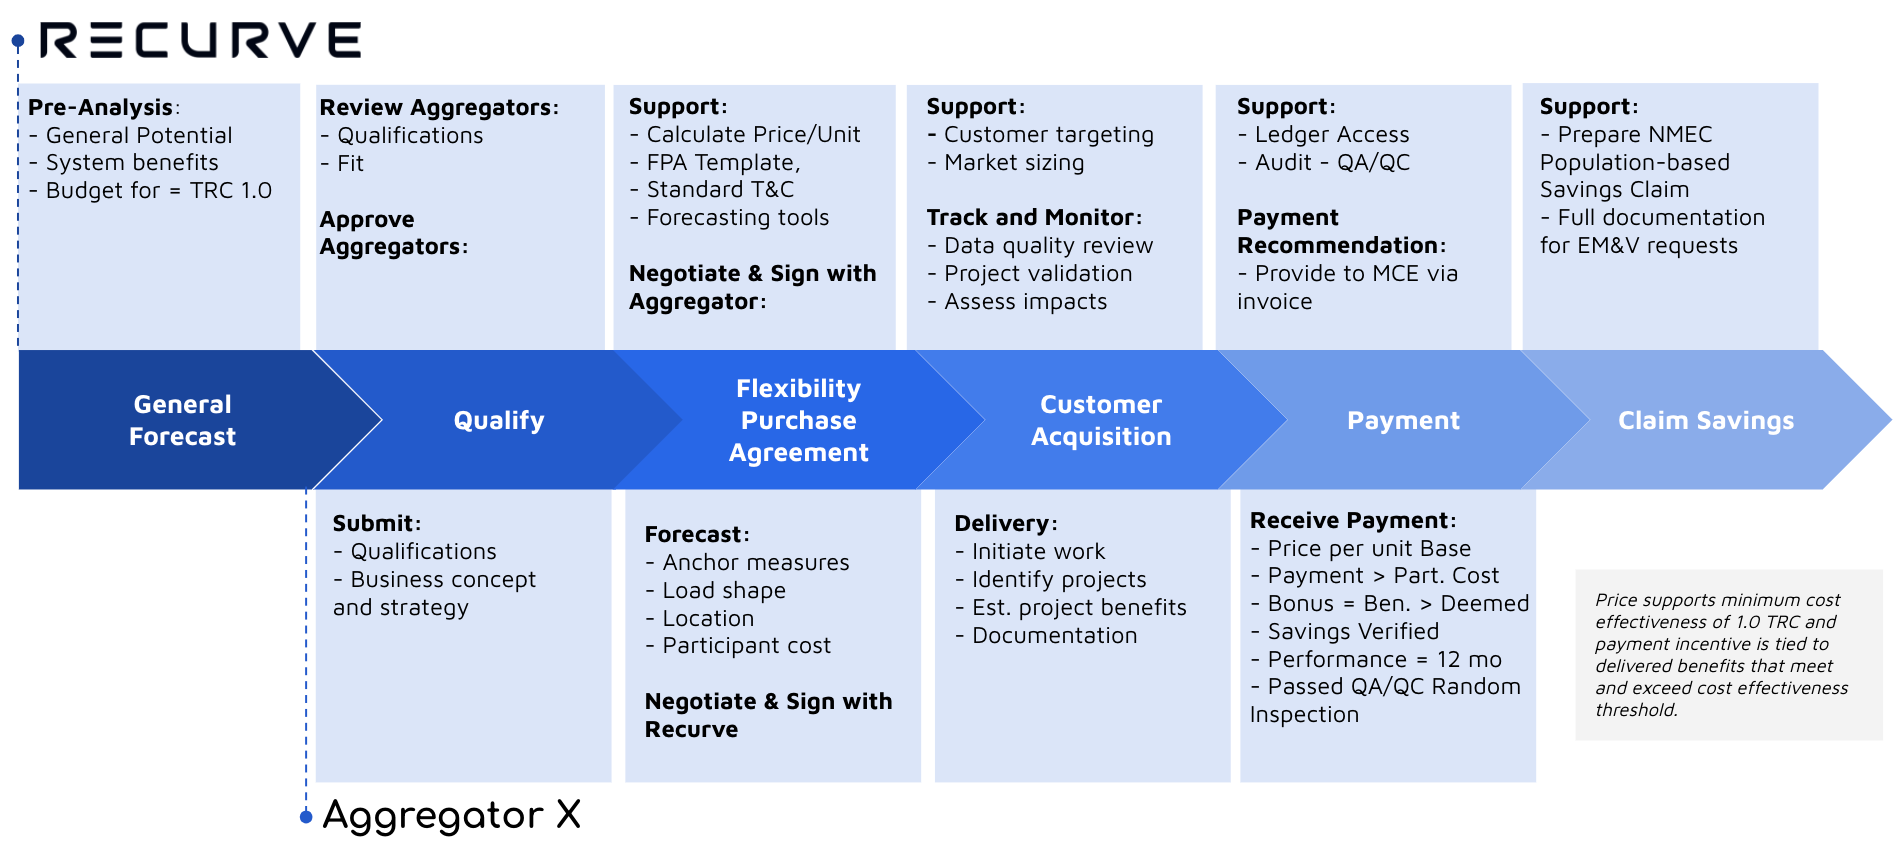 RECURVE
Pre-Analysis:
- General Potential
- System benefits
- Budget for = TRC 1.0
Review Aggregators:
- Qualifications
- Fit
Approve
Aggregators:
Support:
- Calculate Price/Unit
- FPA Template,
- Standard T&C
- Forecasting tools
Negotiate & Sign with
Aggregator:
Support:
- Customer targeting
- Market sizing
Track and Monitor:
- Data quality review
- Project validation
- Assess impacts
Support:
- Ledger Access
- Audit - QA/QC
Payment
Recommendation:
- Provide to MCE via
invoice
Support:
- Prepare NMEC
Population-based
Savings Claim
- Full documentation
for EM&V requests
General
Forecast
Qualify
Flexibility
Purchase
Agreement
Customer
Acquisition
Payment
Claim Savings
Submit:
- Qualifications
- Business concept
and strategy
Forecast:
- Anchor measures
- Load shape
- Location
- Participant cost
Negotiate & Sign with
Recurve
Delivery:
- Initiate work
- Identify projects
- Est. project benefits
- Documentation
Receive Payment:
- Price per unit Base
- Payment > Part. Cost
- Bonus = Ben. > Deemed
- Savings Verified
- Performance = 12 mo
- Passed QA/QC Random
Inspection
Price supports minimum cost
effectiveness of 1.0 TRC and
payment incentive is tied to
delivered benefits that meet
and exceed cost effectiveness
threshold.
Aggregator X